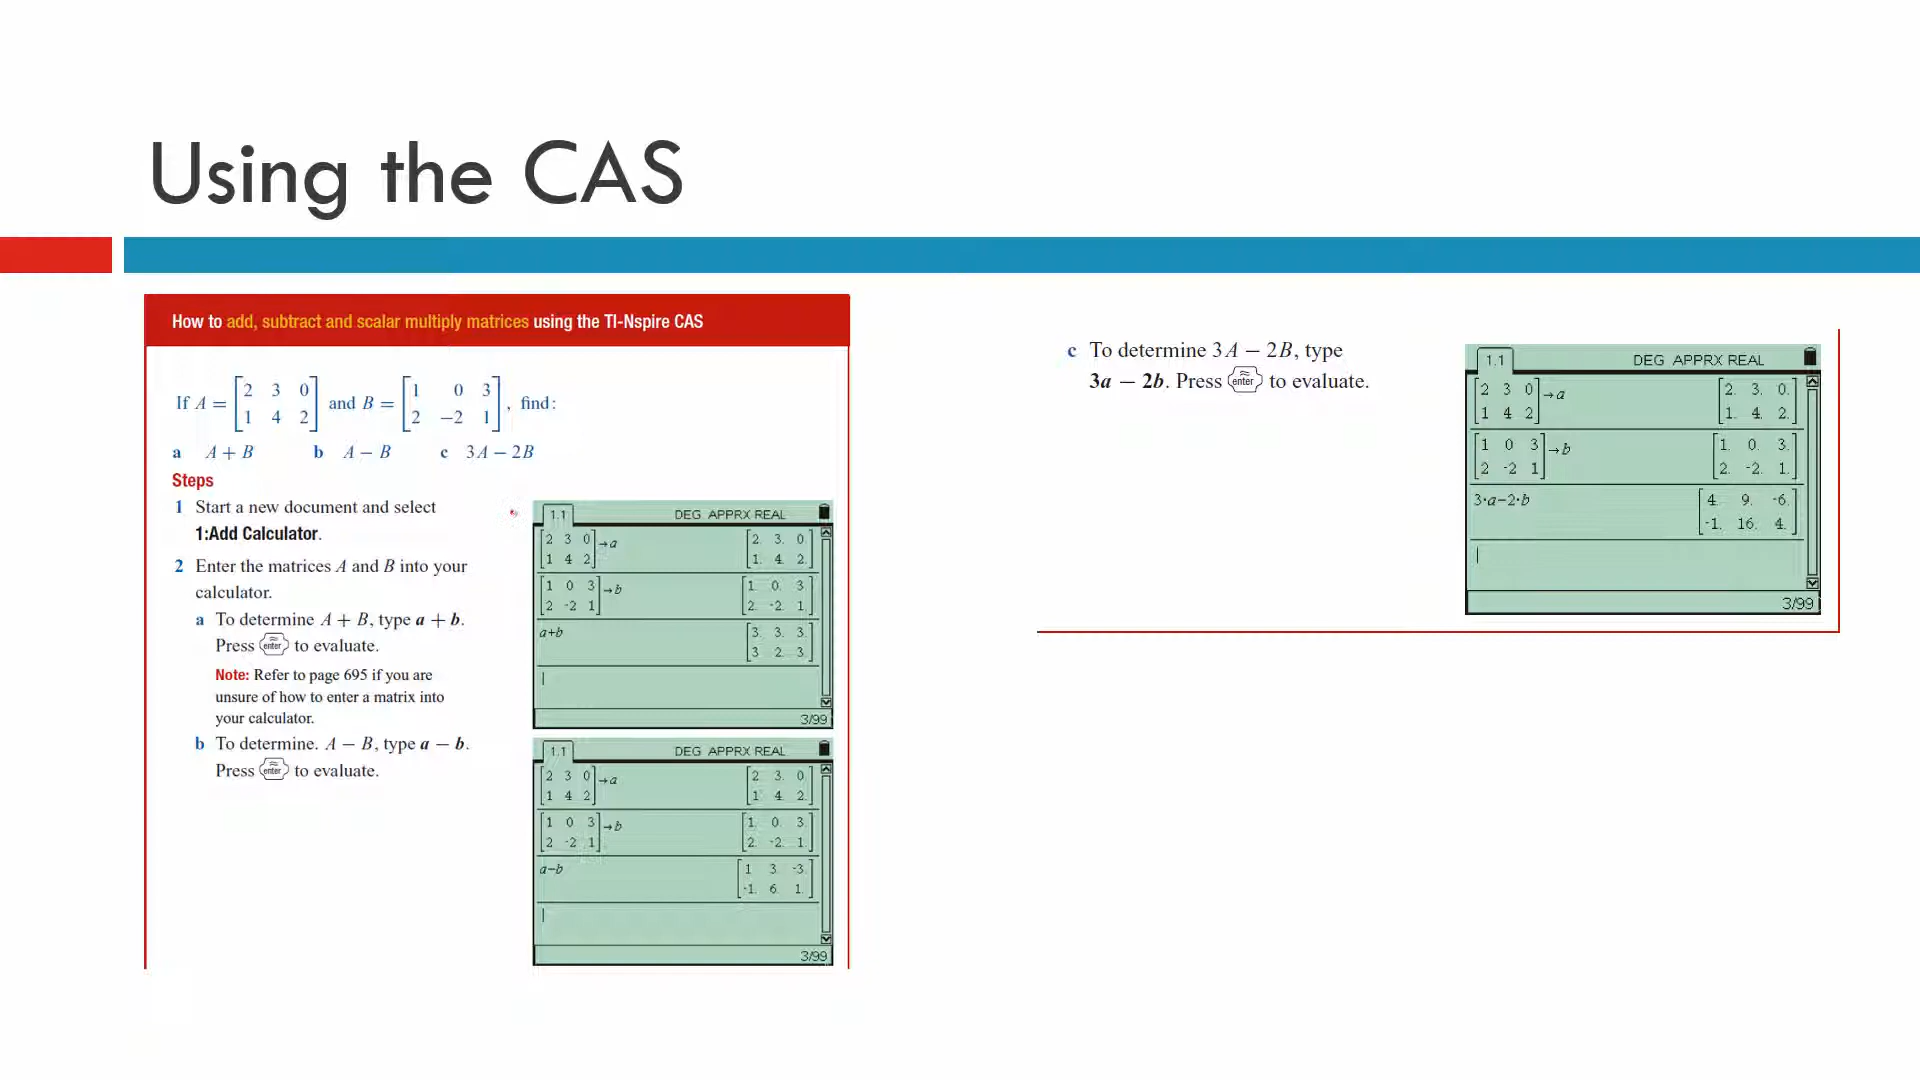 Using the CAS
How to add, subtract and scalar multiply matrices using the TI-Nspire CAS
If A = [2 3 0; 1 4 2] and B = [1 0 3; 2 −2 1], find:
a A + B b A − B c 3A − 2B
Steps
1 Start a new document and select
1:Add Calculator.
2 Enter the matrices A and B into your
calculator.
a To determine A + B, type a + b.
Press enter to evaluate.
Note: Refer to page 695 if you are
unsure of how to enter a matrix into
your calculator.
b To determine. A − B, type a − b.
Press enter to evaluate.
1.1 DEG APPRX REAL
[2 3 0; 1 4 2]→a [2. 3. 0; 1. 4. 2.]
[1 0 3; 2 -2 1]→b [1. 0. 3; 2. -2. 1.]
a+b [3. 3. 3.; 3 2. 3.]
3/99
1.1 DEG APPRX REAL
[2 3 0; 1 4 2]→a [2 3. 0; 1 4. 2.]
[1 0 3; 2 -2 1]→b [1. 0. 3.; 2. -2. 1.]
a−b [1 3. -3.; -1. 6 1.]
3/99
c To determine 3A − 2B, type
3a − 2b. Press enter to evaluate.
1.1 DEG APPRX REAL
[2 3 0; 1 4 2]→a [2. 3. 0.; 1. 4. 2.]
[1 0 3; 2 -2 1]→b [1. 0. 3.; 2. -2. 1.]
3·a−2·b [4. 9. -6.; -1. 16. 4.]
3/99